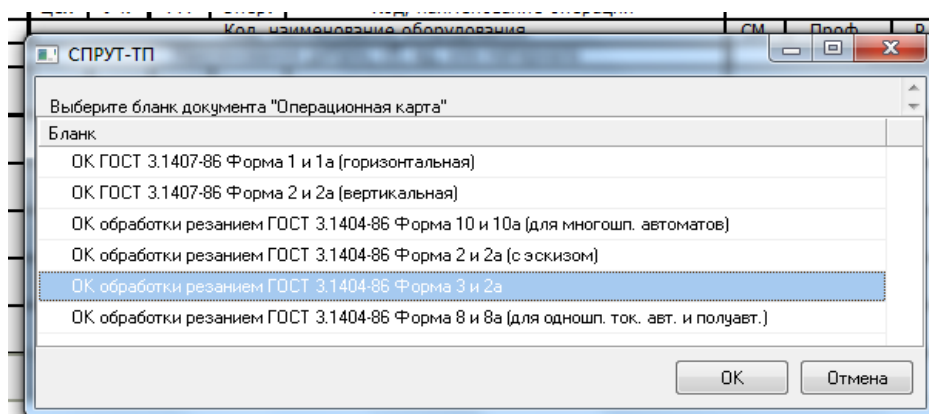 Код, наименование оборудования СМ Проф.
СПРУТ-ТП
Выберите бланк документа "Операционная карта"
Бланк
ОК ГОСТ 3.1407-86 Форма 1 и 1а (горизонтальная)
ОК ГОСТ 3.1407-86 Форма 2 и 2а (вертикальная)
ОК обработки резанием ГОСТ 3.1404-86 Форма 10 и 10а (для многошп. автоматов)
ОК обработки резанием ГОСТ 3.1404-86 Форма 2 и 2а (с эскизом)
ОК обработки резанием ГОСТ 3.1404-86 Форма 3 и 2а
ОК обработки резанием ГОСТ 3.1404-86 Форма 8 и 8а (для одношп. ток. авт. и полуавт.)
ОК Отмена